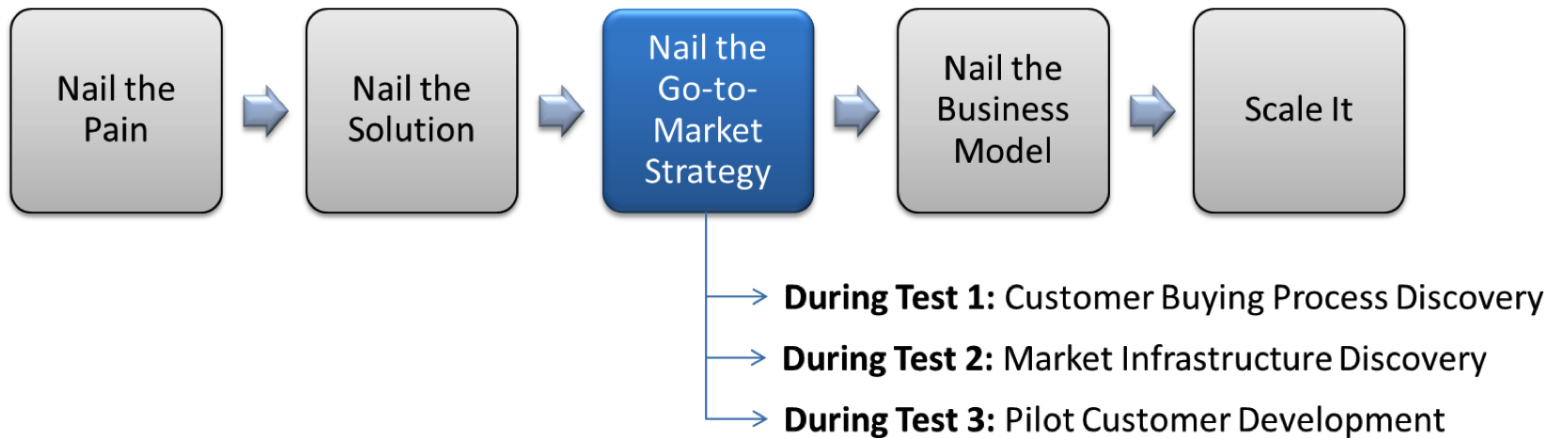 Nail the
Pain
Nail the
Solution
Nail the
Go-to-
Market
Strategy
Nail the
Business
Model
Scale It
During Test 1: Customer Buying Process Discovery
During Test 2: Market Infrastructure Discovery
During Test 3: Pilot Customer Development